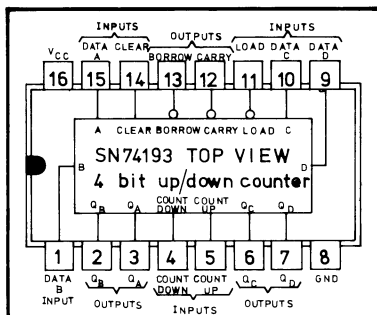 INPUTS INPUTS
DATA CLEAR OUTPUTS LOAD DATA DATA
VCC A BORROW CARRY C D
16 15 14 13 12 11 10 9
A CLEAR BORROW CARRY LOAD C
SN74193 TOP VIEW
B D
4 bit up/down counter
QB QA COUNT DOWN COUNT UP QC QD
1 2 3 4 5 6 7 8
DATA B INPUT QB QA COUNT DOWN COUNT UP QC QD GND
OUTPUTS INPUTS OUTPUTS